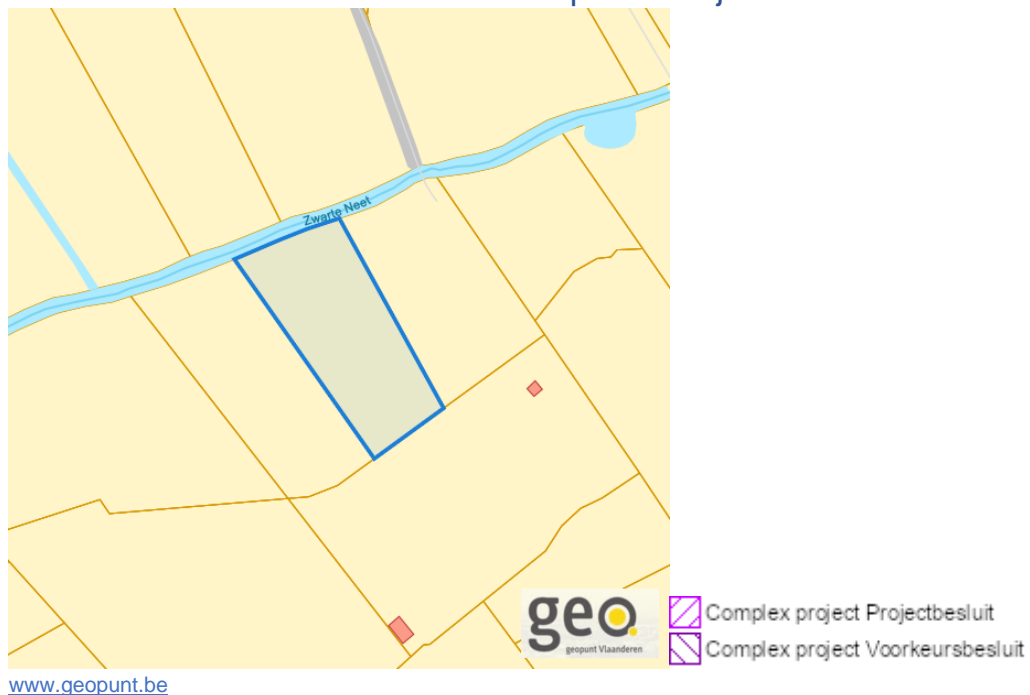 Zwarte Neet
geo
geopunt Vlaanderen
Complex project Projectbesluit
Complex project Voorkeursbesluit
www.geopunt.be